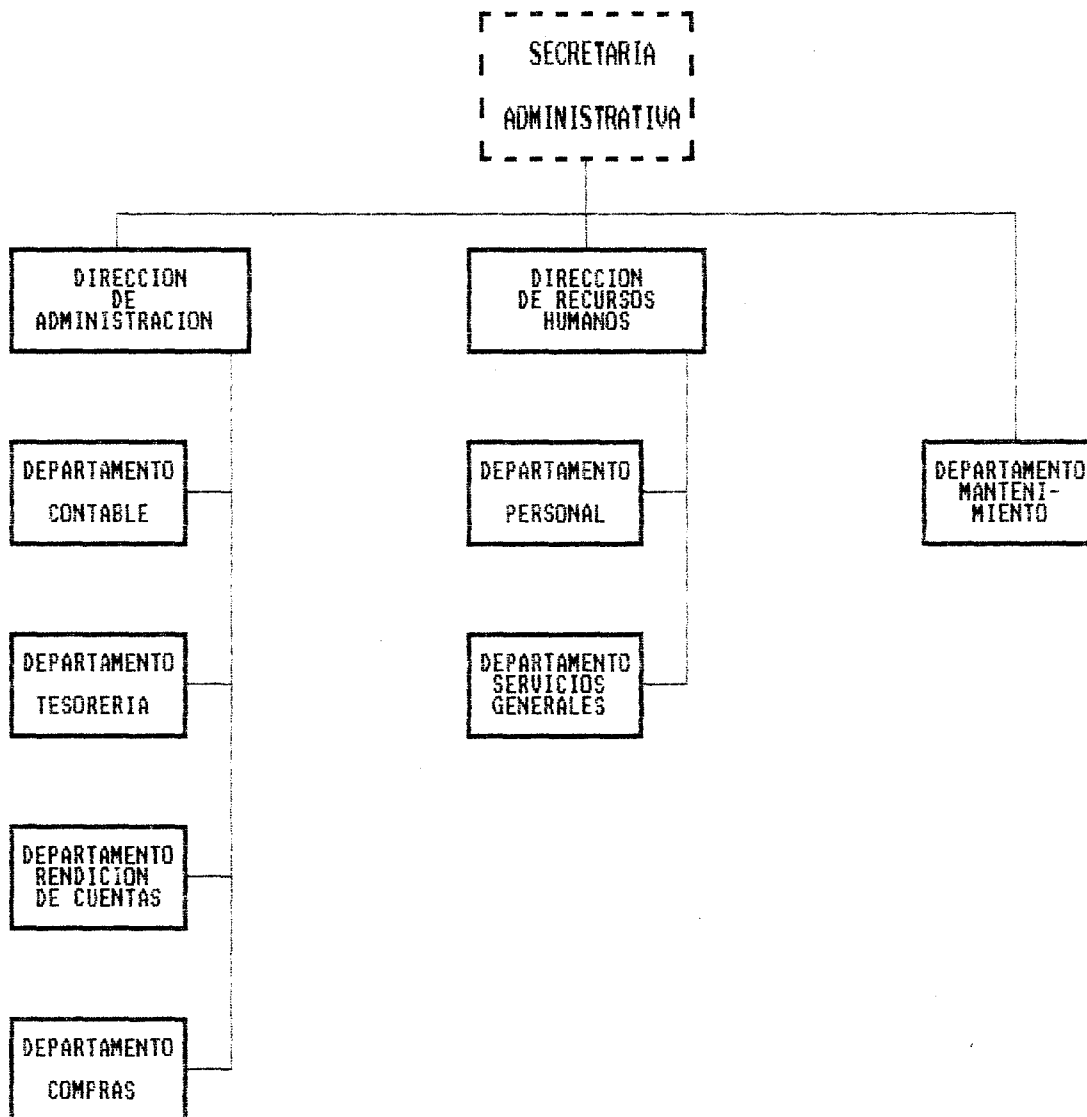 SECRETARIA
ADMINISTRATIVA
DIRECCION
DE
ADMINISTRACION
DIRECCION
DE RECURSOS
HUMANOS
DEPARTAMENTO
CONTABLE
DEPARTAMENTO
PERSONAL
DEPARTAMENTO
MANTENI-
MIENTO
DEPARTAMENTO
TESORERIA
DEPARTAMENTO
SERVICIOS
GENERALES
DEPARTAMENTO
RENDICION
DE CUENTAS
DEPARTAMENTO
COMPRAS